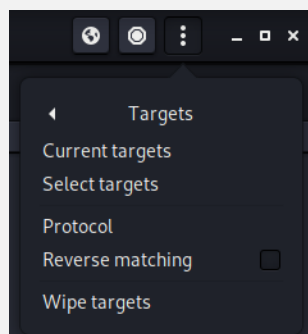 Targets
Current targets
Select targets
Protocol
Reverse matching
Wipe targets